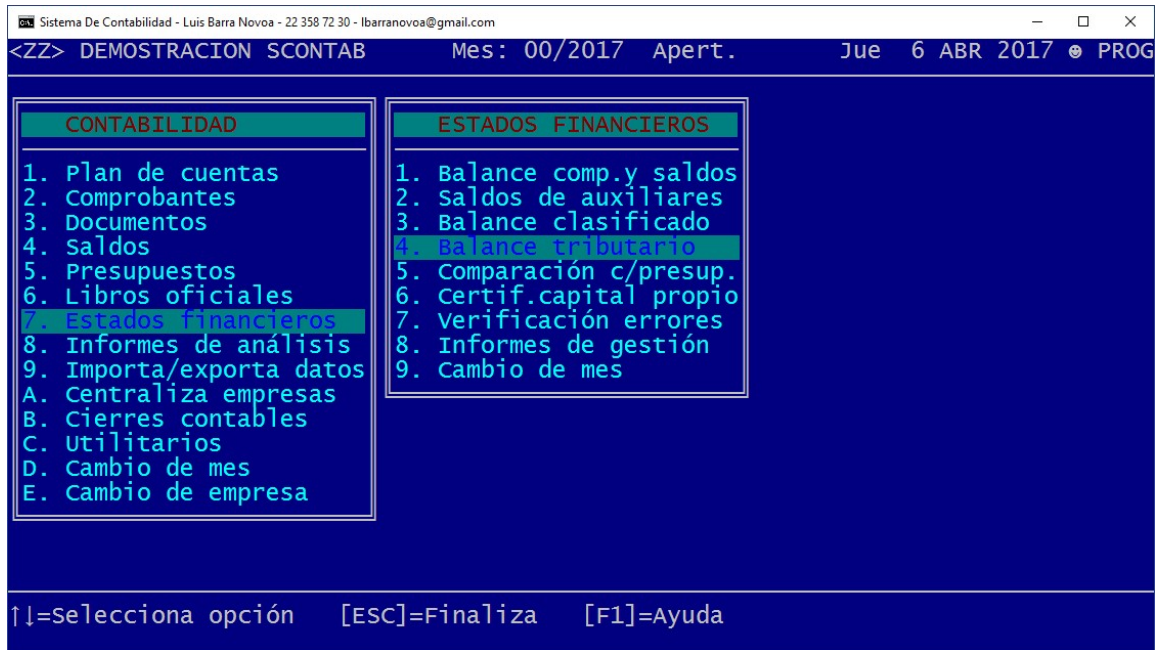 Sistema De Contabilidad - Luis Barra Novoa - 22 358 72 30 - lbarranovoa@gmail.com
<ZZ> DEMOSTRACION SCONTAB Mes: 00/2017 Apert. Jue 6 ABR 2017 ☻ PROG
CONTABILIDAD
1. Plan de cuentas
2. Comprobantes
3. Documentos
4. Saldos
5. Presupuestos
6. Libros oficiales
7. Estados financieros
8. Informes de análisis
9. Importa/exporta datos
A. Centraliza empresas
B. Cierres contables
C. Utilitarios
D. Cambio de mes
E. Cambio de empresa
ESTADOS FINANCIEROS
1. Balance comp.y saldos
2. Saldos de auxiliares
3. Balance clasificado
4. Balance tributario
5. Comparación c/presup.
6. Certif.capital propio
7. Verificación errores
8. Informes de gestión
9. Cambio de mes
↑↓=Selecciona opción [ESC]=Finaliza [F1]=Ayuda